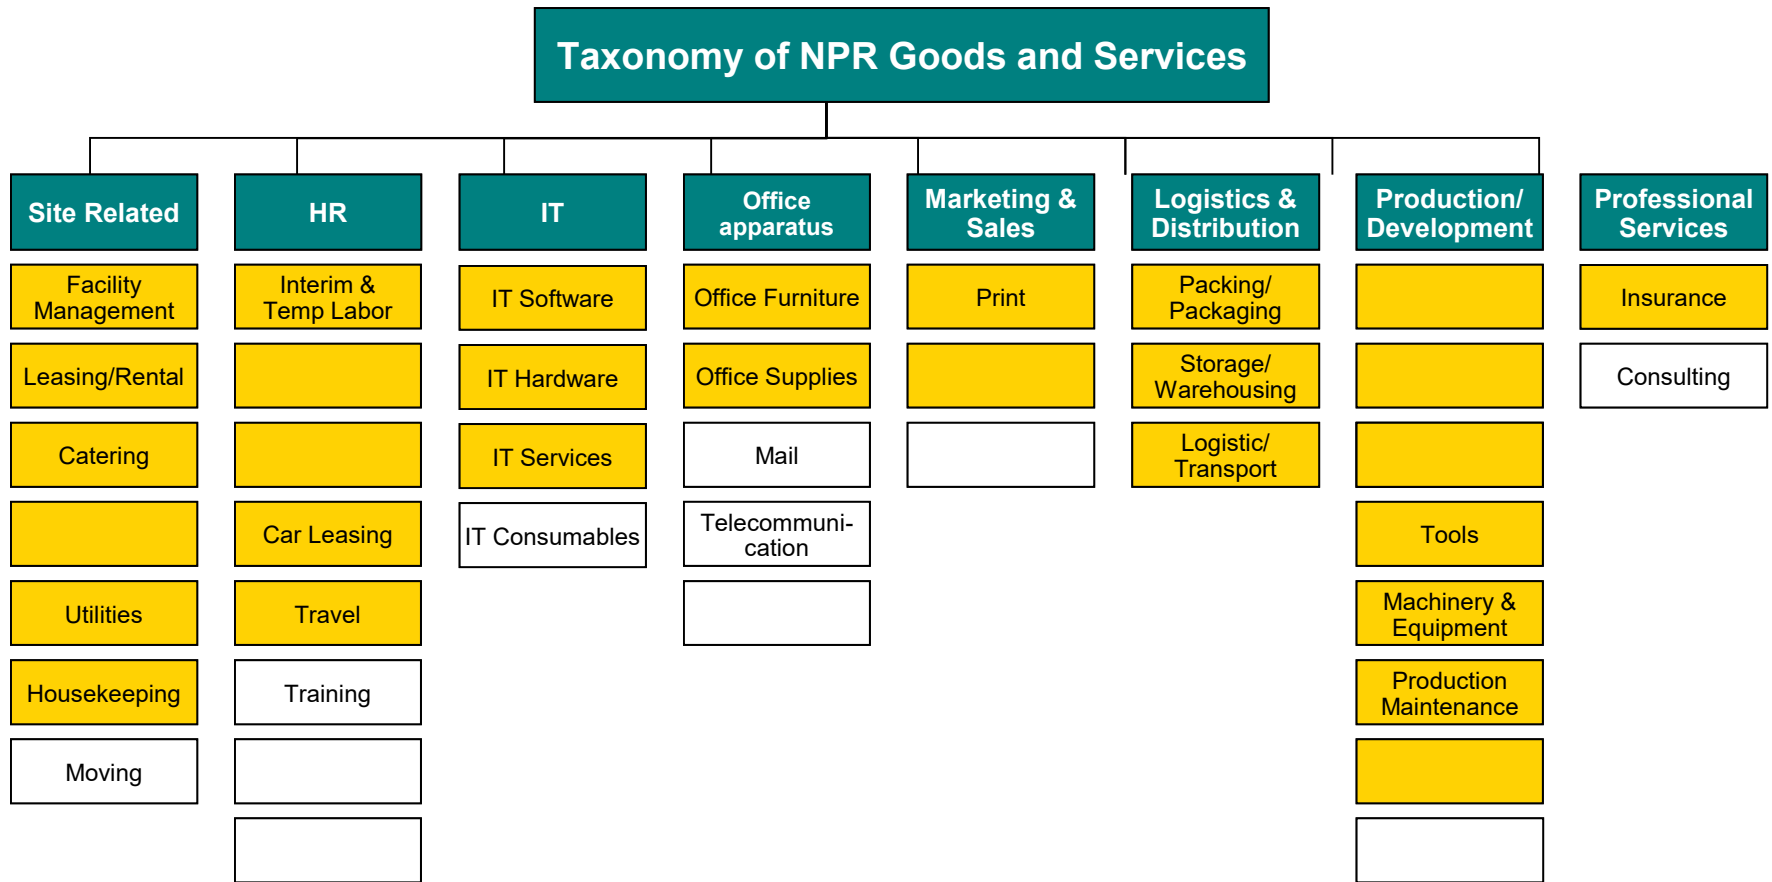 Taxonomy of NPR Goods and Services
Site Related
HR
IT
Office
apparatus
Marketing &
Sales
Logistics &
Distribution
Production/
Development
Professional
Services
Facility
Management
Leasing/Rental
Catering
Utilities
Housekeeping
Moving
Interim &
Temp Labor
Car Leasing
Travel
Training
IT Software
IT Hardware
IT Services
IT Consumables
Office Furniture
Office Supplies
Mail
Telecommuni-
cation
Print
Packing/
Packaging
Storage/
Warehousing
Logistic/
Transport
Tools
Machinery &
Equipment
Production
Maintenance
Insurance
Consulting